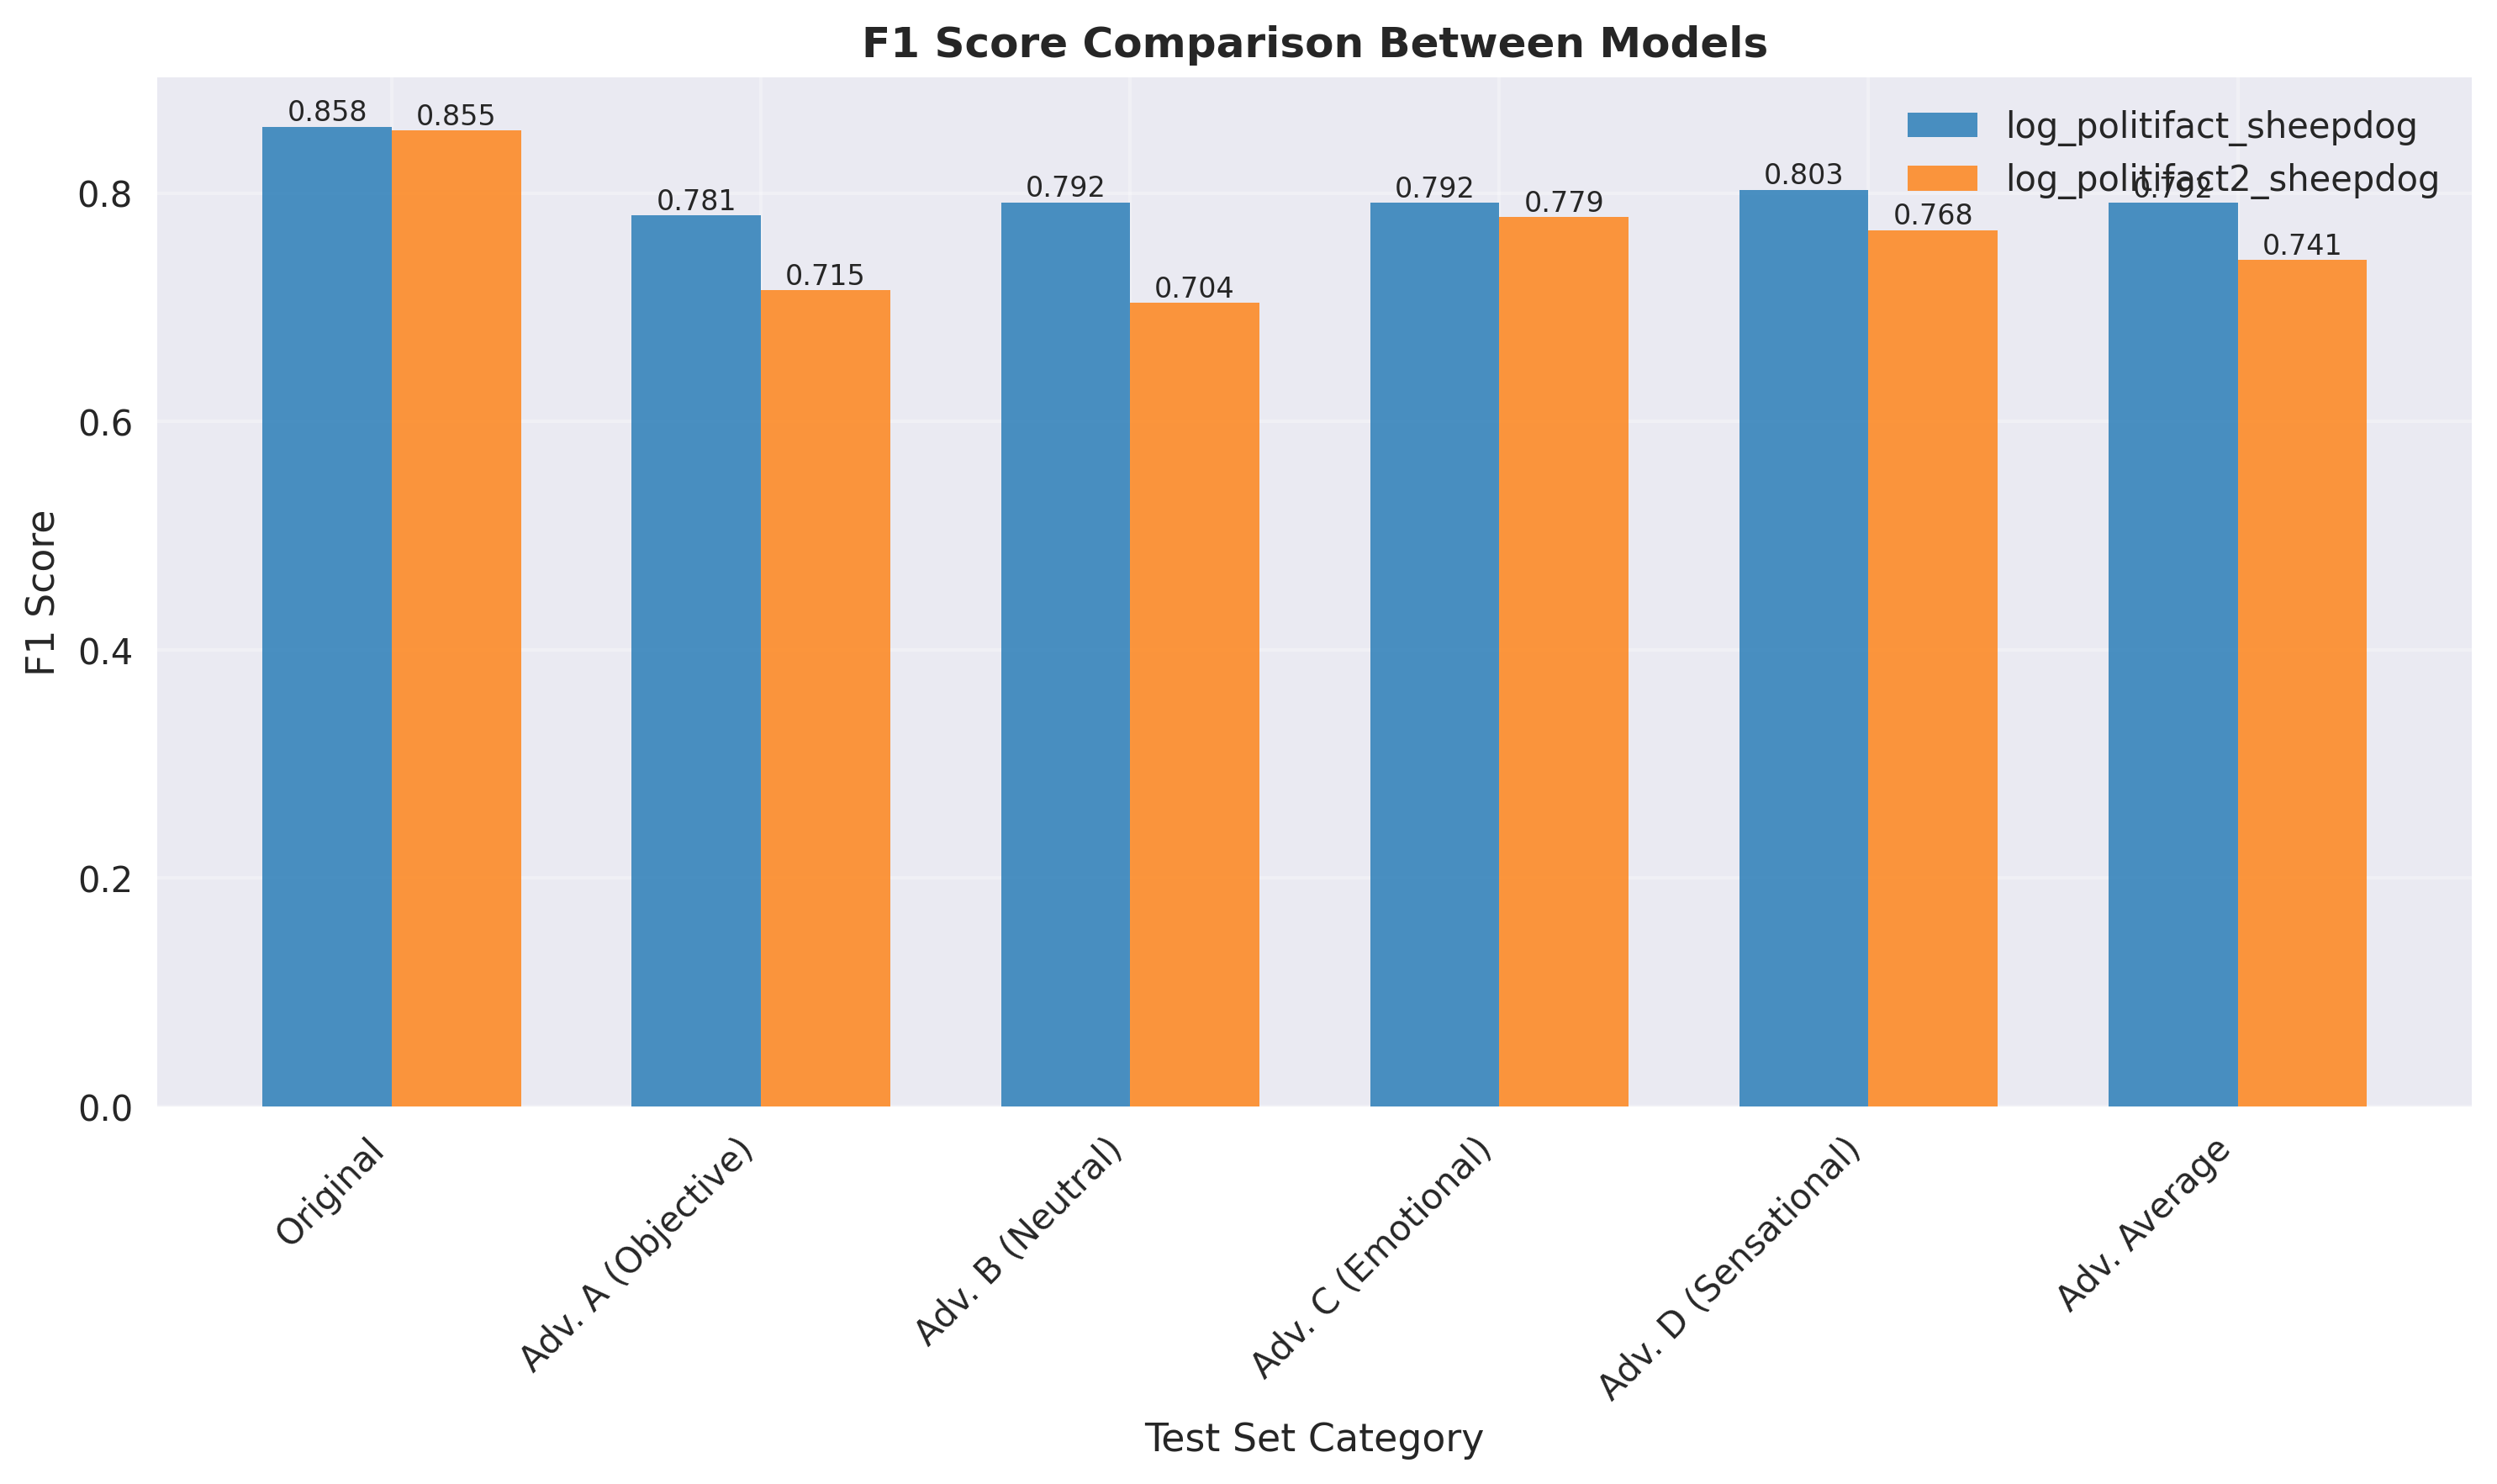 F1 Score Comparison Between Models
log_politifact_sheepdog
log_politifact2_sheepdog
0.858
0.855
0.781
0.715
0.792
0.704
0.792
0.779
0.803
0.768
0.792
0.741
F1 Score
0.8
0.6
0.4
0.2
0.0
Original
Adv. A (Objective)
Adv. B (Neutral)
Adv. C (Emotional)
Adv. D (Sensational)
Adv. Average
Test Set Category